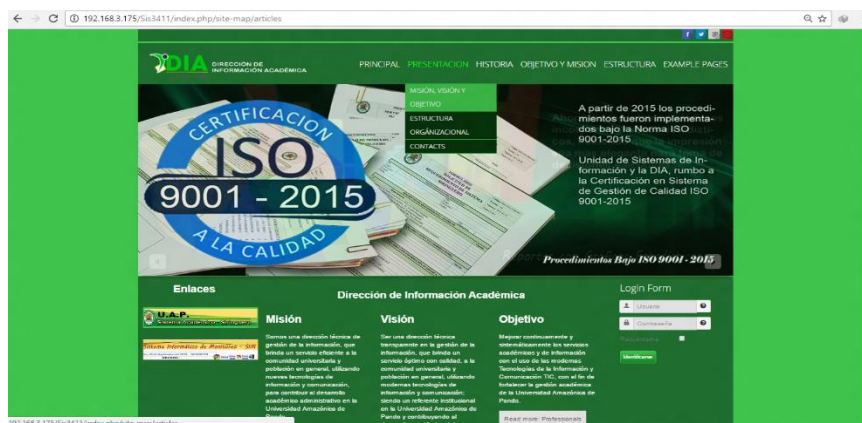 192.168.3.175/Sis3411/index.php/site-map/articles
DIA DIRECCIÓN DE
INFORMACIÓN ACADÉMICA
PRINCIPAL PRESENTACION HISTORIA OBJETIVO Y MISION ESTRUCTURA EXAMPLE PAGES
MISIÓN, VISIÓN Y
OBJETIVO
ESTRUCTURA
ORGÁNIZACIONAL
CONTACTS
CERTIFICACION
ISO
9001 - 2015
A LA CALIDAD
A partir de 2015 los procedi-
mientos fueron implementa-
dos bajo la Norma ISO
9001-2015
Unidad de Sistemas de In-
formación y la DIA, rumbo a
la Certificación en Sistema
de Gestión de Calidad ISO
9001-2015
Procedimientos Bajo ISO 9001 - 2015
Enlaces
U.A.P.
Dirección de Información Académica
Misión
Somos una dirección técnica de
gestión de la información, que
brinda un servicio eficiente a la
comunidad universitaria y
población en general, utilizando
nuevas tecnologías de
información y comunicación,
para contribuir al desarrollo
académico administrativo en la
Universidad Amazónica de
Pando
Visión
Ser una dirección técnica
transparente en la gestión de la
información, que brinda un
servicio óptimo con calidad, a la
comunidad universitaria y
población en general, utilizando
modernas tecnologías de
información y comunicación;
siendo un referente institucional
en la Universidad Amazónica de
Pando y contribuyendo al
Objetivo
Mejorar continuamente y
sistemáticamente los servicios
académicos y de información
con el uso de las modernas
Tecnologías de la Información y
Comunicación TIC, con el fin de
fortalecer la gestión académica
de la Universidad Amazónica de
Pando.
Read more: Professionals
Login Form
Usuario
Contraseña
Identificarse